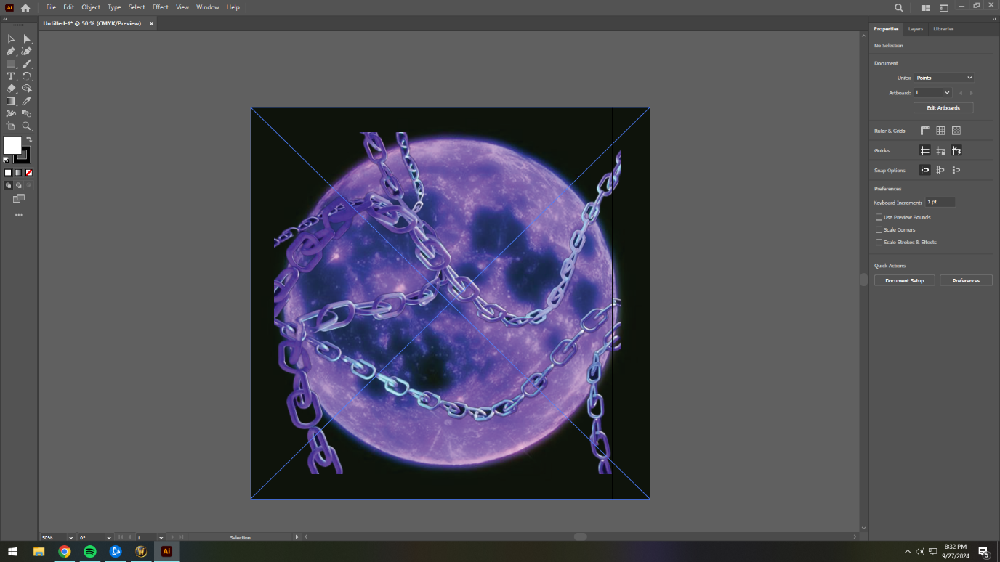 Ai File Edit Object Type Select Effect View Window Help
Untitled-1* @ 50 % (CMYK/Preview) ×
Properties Layers Libraries
No Selection
Document
Units: Points
Artboard: 1
Edit Artboards
Ruler & Grids
Guides
Snap Options
Preferences
Keyboard Increment: 1 pt
Use Preview Bounds
Scale Corners
Scale Strokes & Effects
Quick Actions
Document Setup Preferences
50% 0° 1 Selection
Ai
8:32 PM
9/27/2024
5